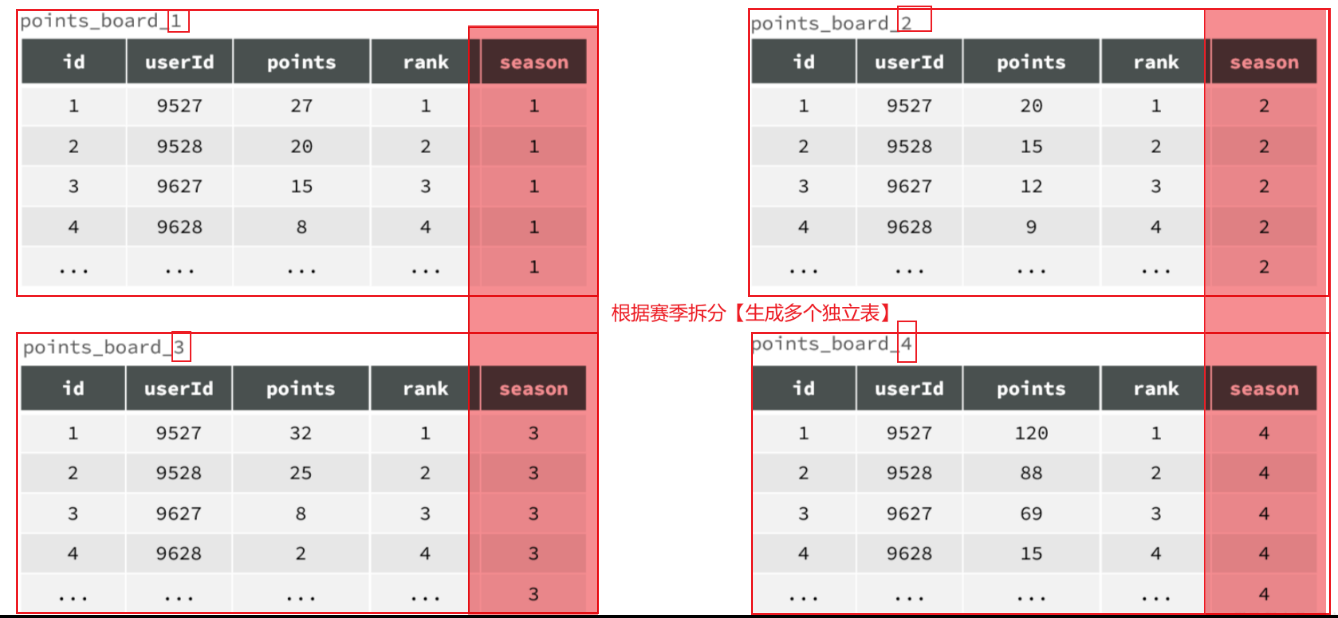 points_board_1
id userId points rank season
1 9527 27 1 1
2 9528 20 2 1
3 9627 15 3 1
4 9628 8 4 1
... ... ... ... 1
points_board_2
id userId points rank season
1 9527 20 1 2
2 9528 15 2 2
3 9627 12 3 2
4 9628 9 4 2
... ... ... ... 2
根据赛季拆分【生成多个独立表】
points_board_3
id userId points rank season
1 9527 32 1 3
2 9528 25 2 3
3 9627 8 3 3
4 9628 2 4 3
... ... ... ... 3
points_board_4
id userId points rank season
1 9527 120 1 4
2 9528 88 2 4
3 9627 69 3 4
4 9628 15 4 4
... ... ... ... 4